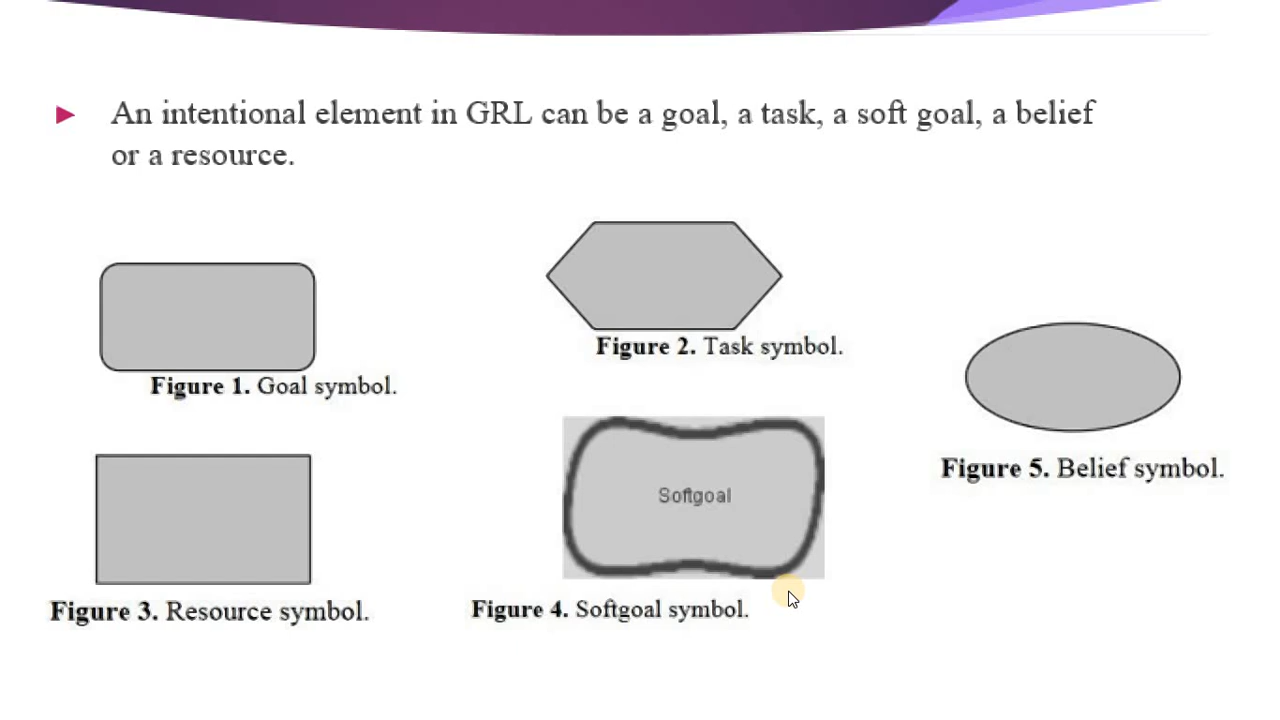 An intentional element in GRL can be a goal, a task, a soft goal, a belief
or a resource.
Figure 1. Goal symbol.
Figure 2. Task symbol.
Figure 3. Resource symbol.
Softgoal
Figure 4. Softgoal symbol.
Figure 5. Belief symbol.